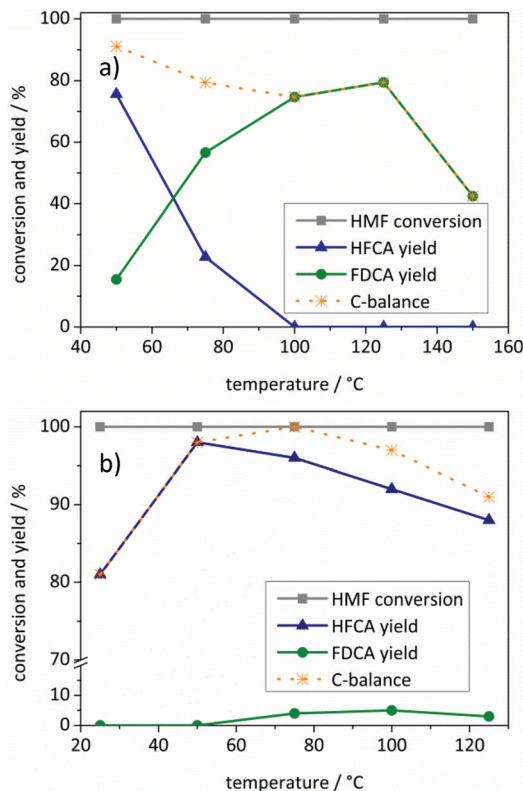 100
a)
80
60
40
20
0
HMF conversion
HFCA yield
FDCA yield
C-balance
40 60 80 100 120 140 160
conversion and yield / %
temperature / °C
100
b)
90
80
70
10
5
0
HMF conversion
HFCA yield
FDCA yield
C-balance
20 40 60 80 100 120
conversion and yield / %
temperature / °C